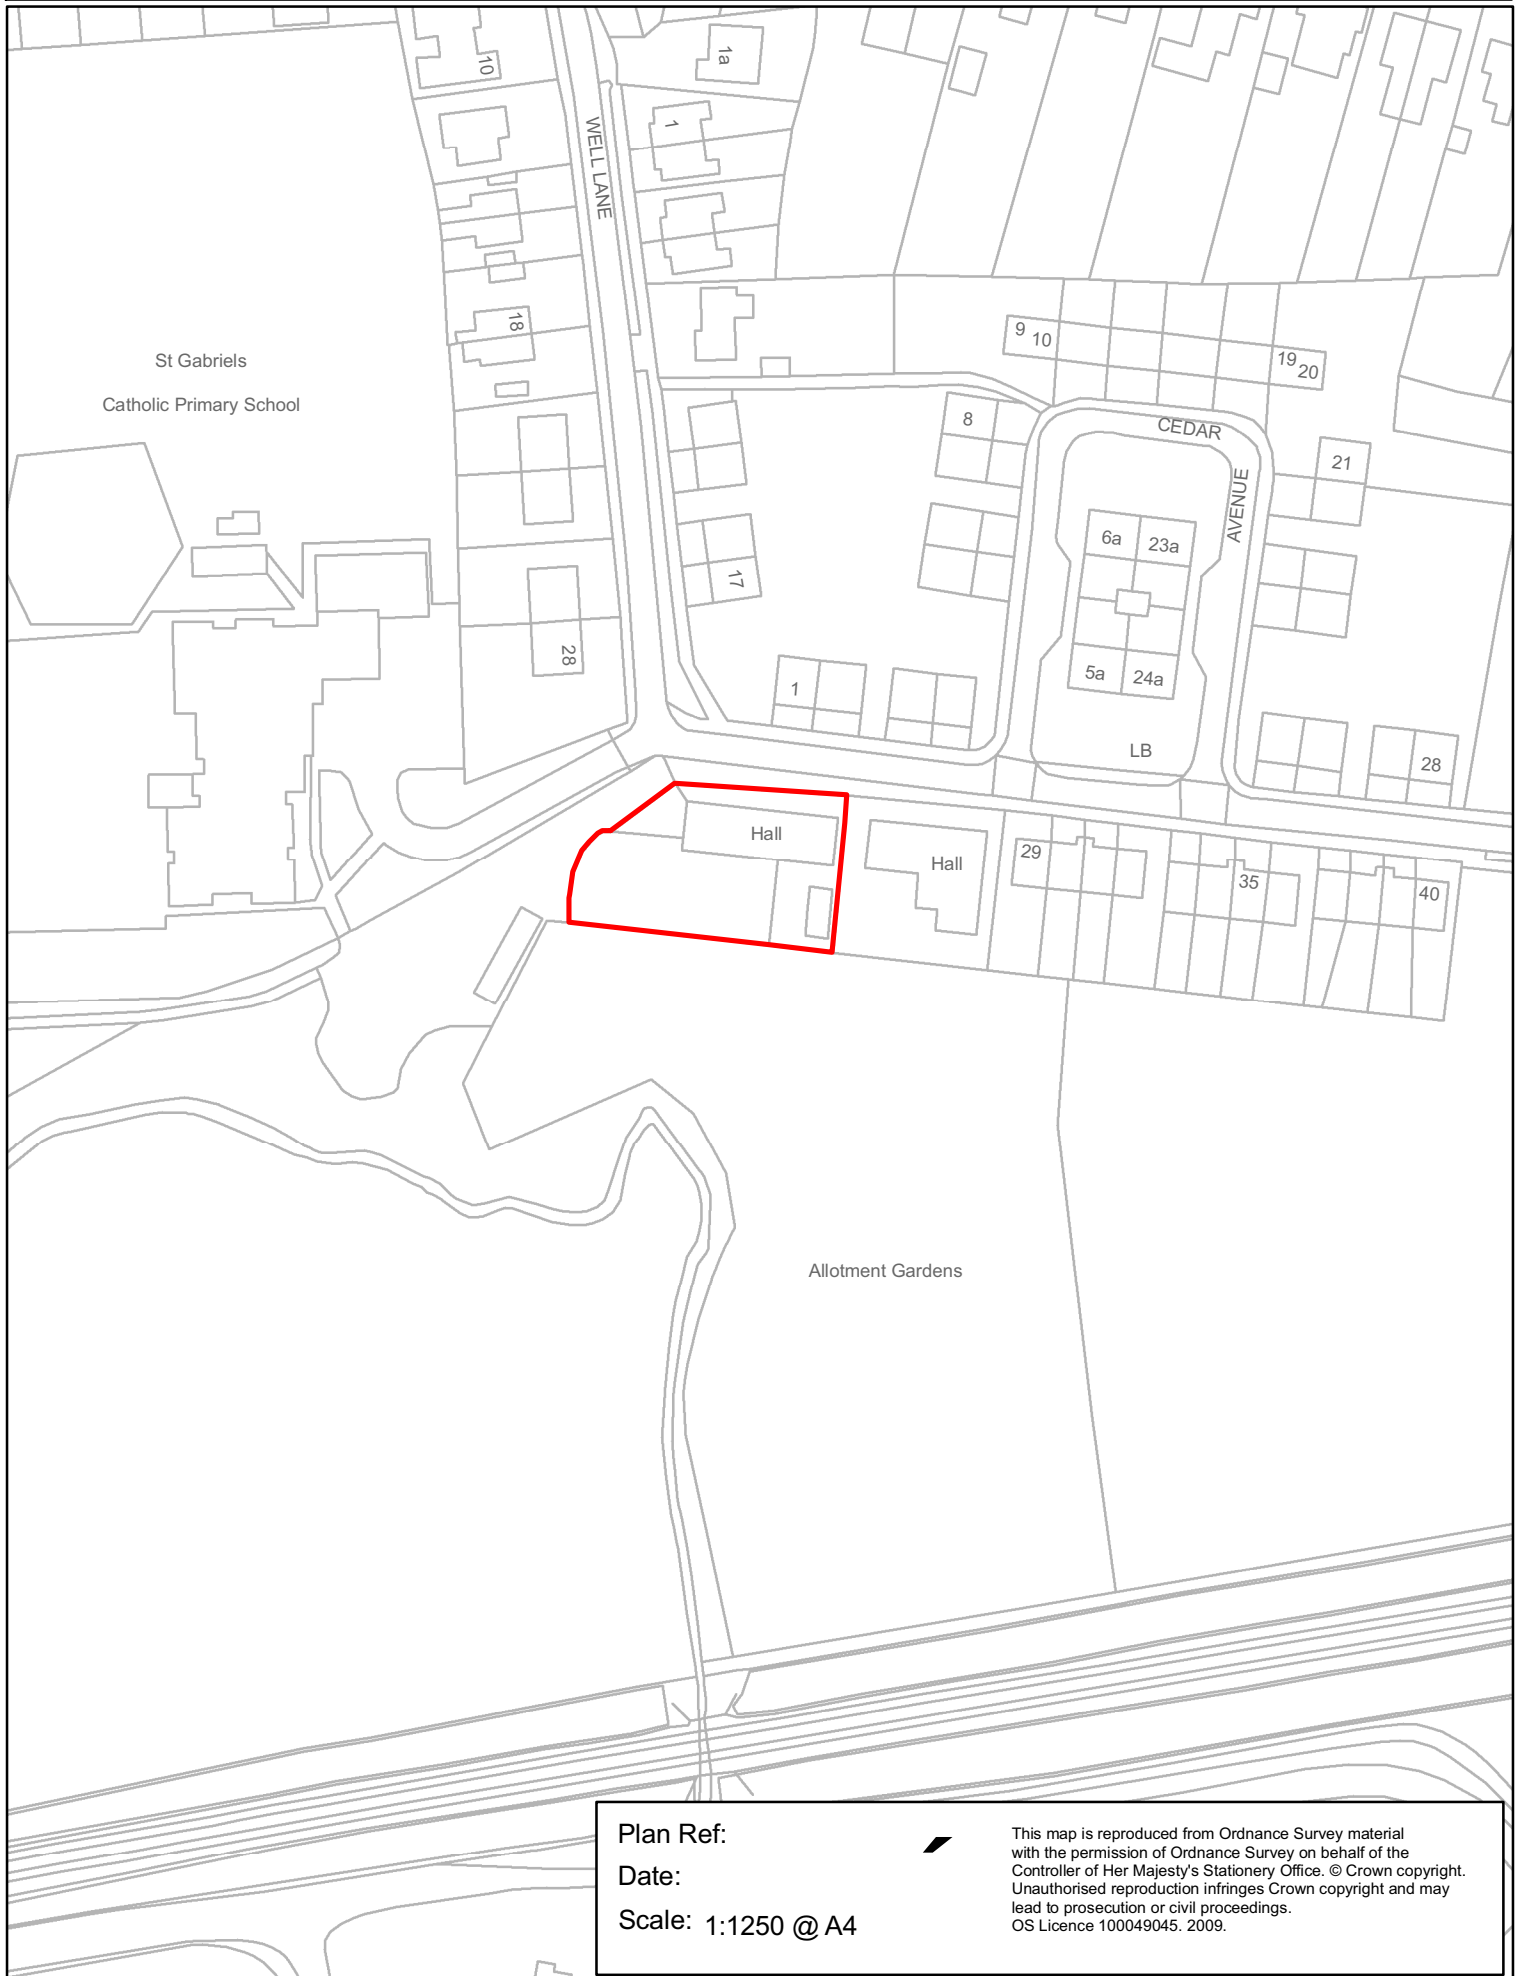 10
1a
1
WELL LANE
18
St Gabriels
Catholic Primary School
9 10
19 20
8
CEDAR
AVENUE
21
6a 23a
17
28
1
5a 24a
LB
28
Hall
Hall
29
35
40
Allotment Gardens
Plan Ref:
Date:
Scale: 1:1250 @ A4
This map is reproduced from Ordnance Survey material
with the permission of Ordnance Survey on behalf of the
Controller of Her Majesty's Stationery Office. © Crown copyright.
Unauthorised reproduction infringes Crown copyright and may
lead to prosecution or civil proceedings.
OS Licence 100049045. 2009.